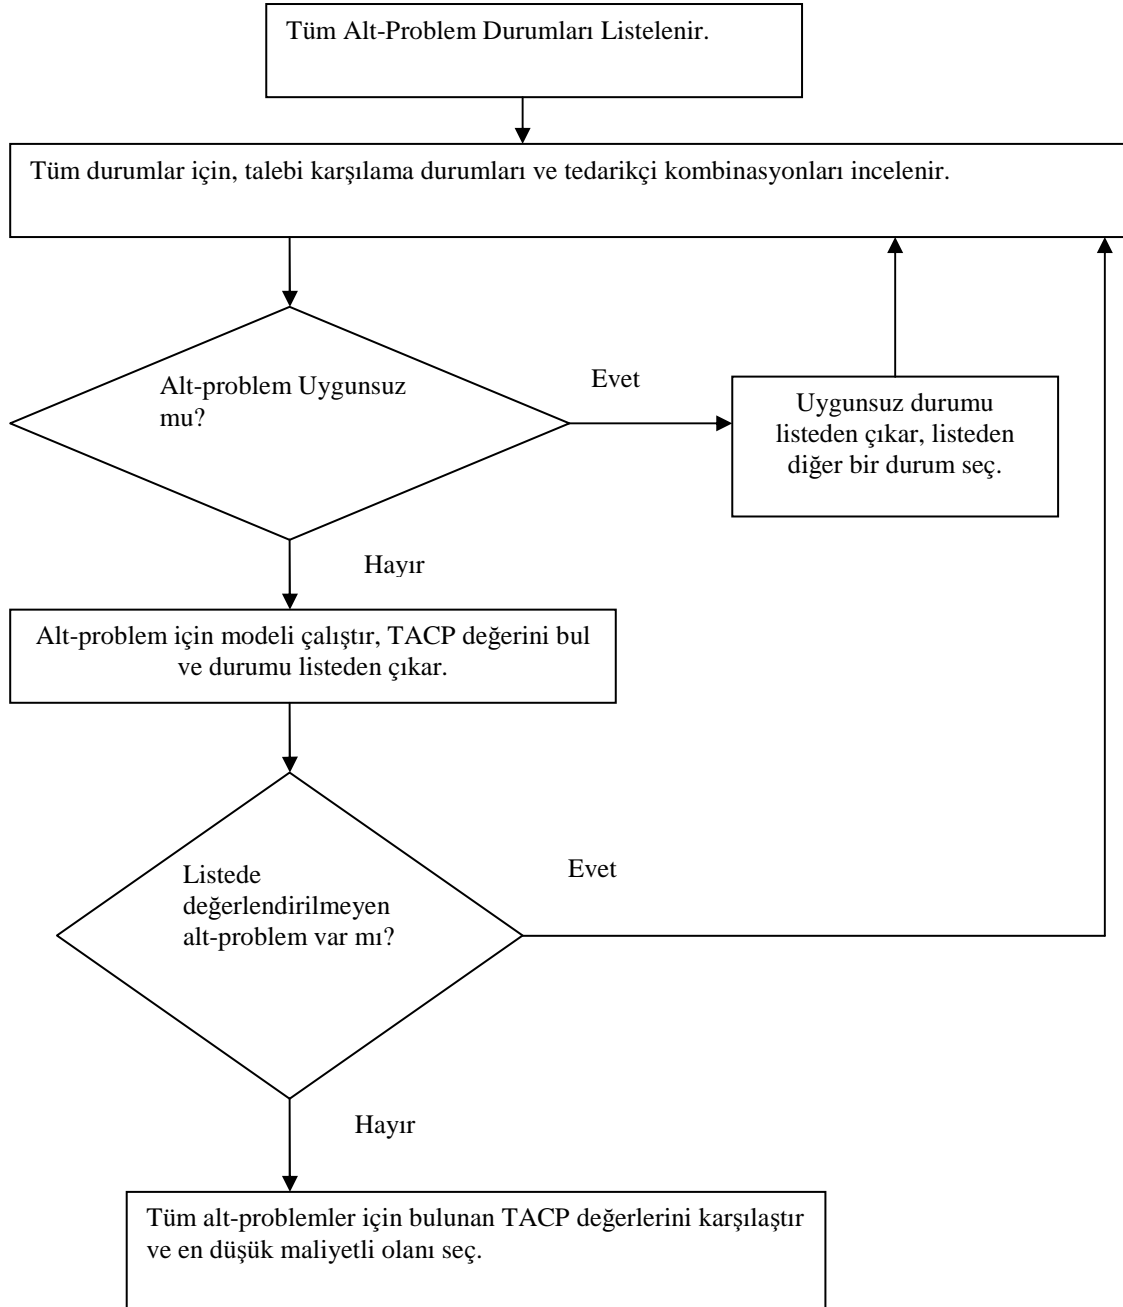 Tüm Alt-Problem Durumları Listelenir.
Tüm durumlar için, talebi karşılama durumları ve tedarikçi kombinasyonları incelenir.
Alt-problem Uygunsuz
mu?
Evet
Uygunsuz durumu
listeden çıkar, listeden
diğer bir durum seç.
Hayır
Alt-problem için modeli çalıştır, TACP değerini bul
ve durumu listeden çıkar.
Listede
değerlendirilmeyen
alt-problem var mı?
Evet
Hayır
Tüm alt-problemler için bulunan TACP değerlerini karşılaştır
ve en düşük maliyetli olanı seç.